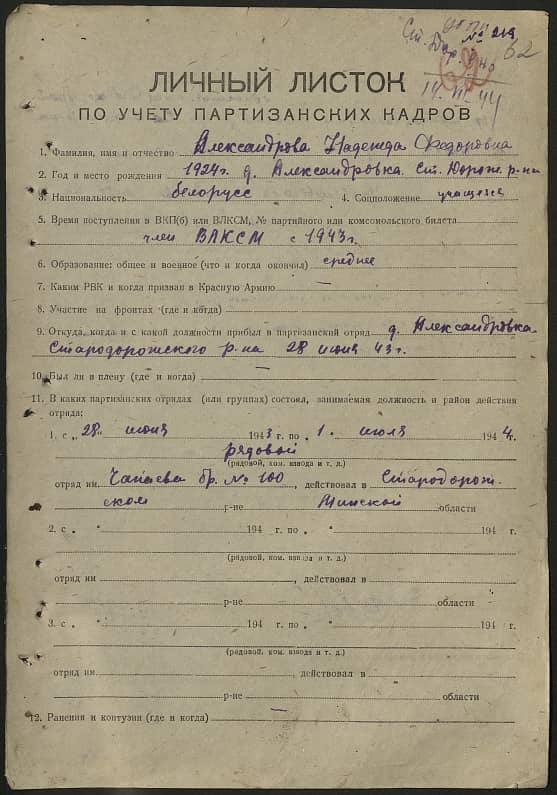 № 219
Ст. Дор. р-но
62
14.VII.44
ЛИЧНЫЙ ЛИСТОК
ПО УЧЕТУ ПАРТИЗАНСКИХ КАДРОВ
1. Фамилия, имя и отчество Александрова Надежда Федоровна
2. Год и место рождения 1924г. д. Александровка Ст. Дорож. р-на
3. Национальность белорусс 4. Соцположение учащаяся
5. Время поступления в ВКП(б) или ВЛКСМ, № партийного или комсомольского билета
член ВЛКСМ с 1943г.
6. Образование: общее и военное (что и когда окончил) среднее
7. Каким РВК и когда призван в Красную Армию —
8. Участие на фронтах (где и когда) —
9. Откуда, когда и с какой должности прибыл в партизанский отряд д. Александровка
Стародорожского р-на 28 июня 43г.
10. Был ли в плену (где и когда) —
11. В каких партизанских отрядах (или группах) состоял, занимаемая должность и район действия
отряда:
1. с „28" июня 1943 г. по „1. июля 1944г.
рядовой
(рядовой, ком. взвода и т. д.)
отряд им. Чапаева бр. № 100, действовал в Стародорож-
ском р-не Минской области
2. с „ " 194 г. по „ " 194 г.
(рядовой, ком. взвода и т. д.)
отряд им , действовал в
р-не области
3. с „ " 194 г. по „ " 194 г.
(рядовой, ком. взвода и т. д.)
отряд им. , действовал в
р-не области
12. Ранения и контузии (где и когда) —